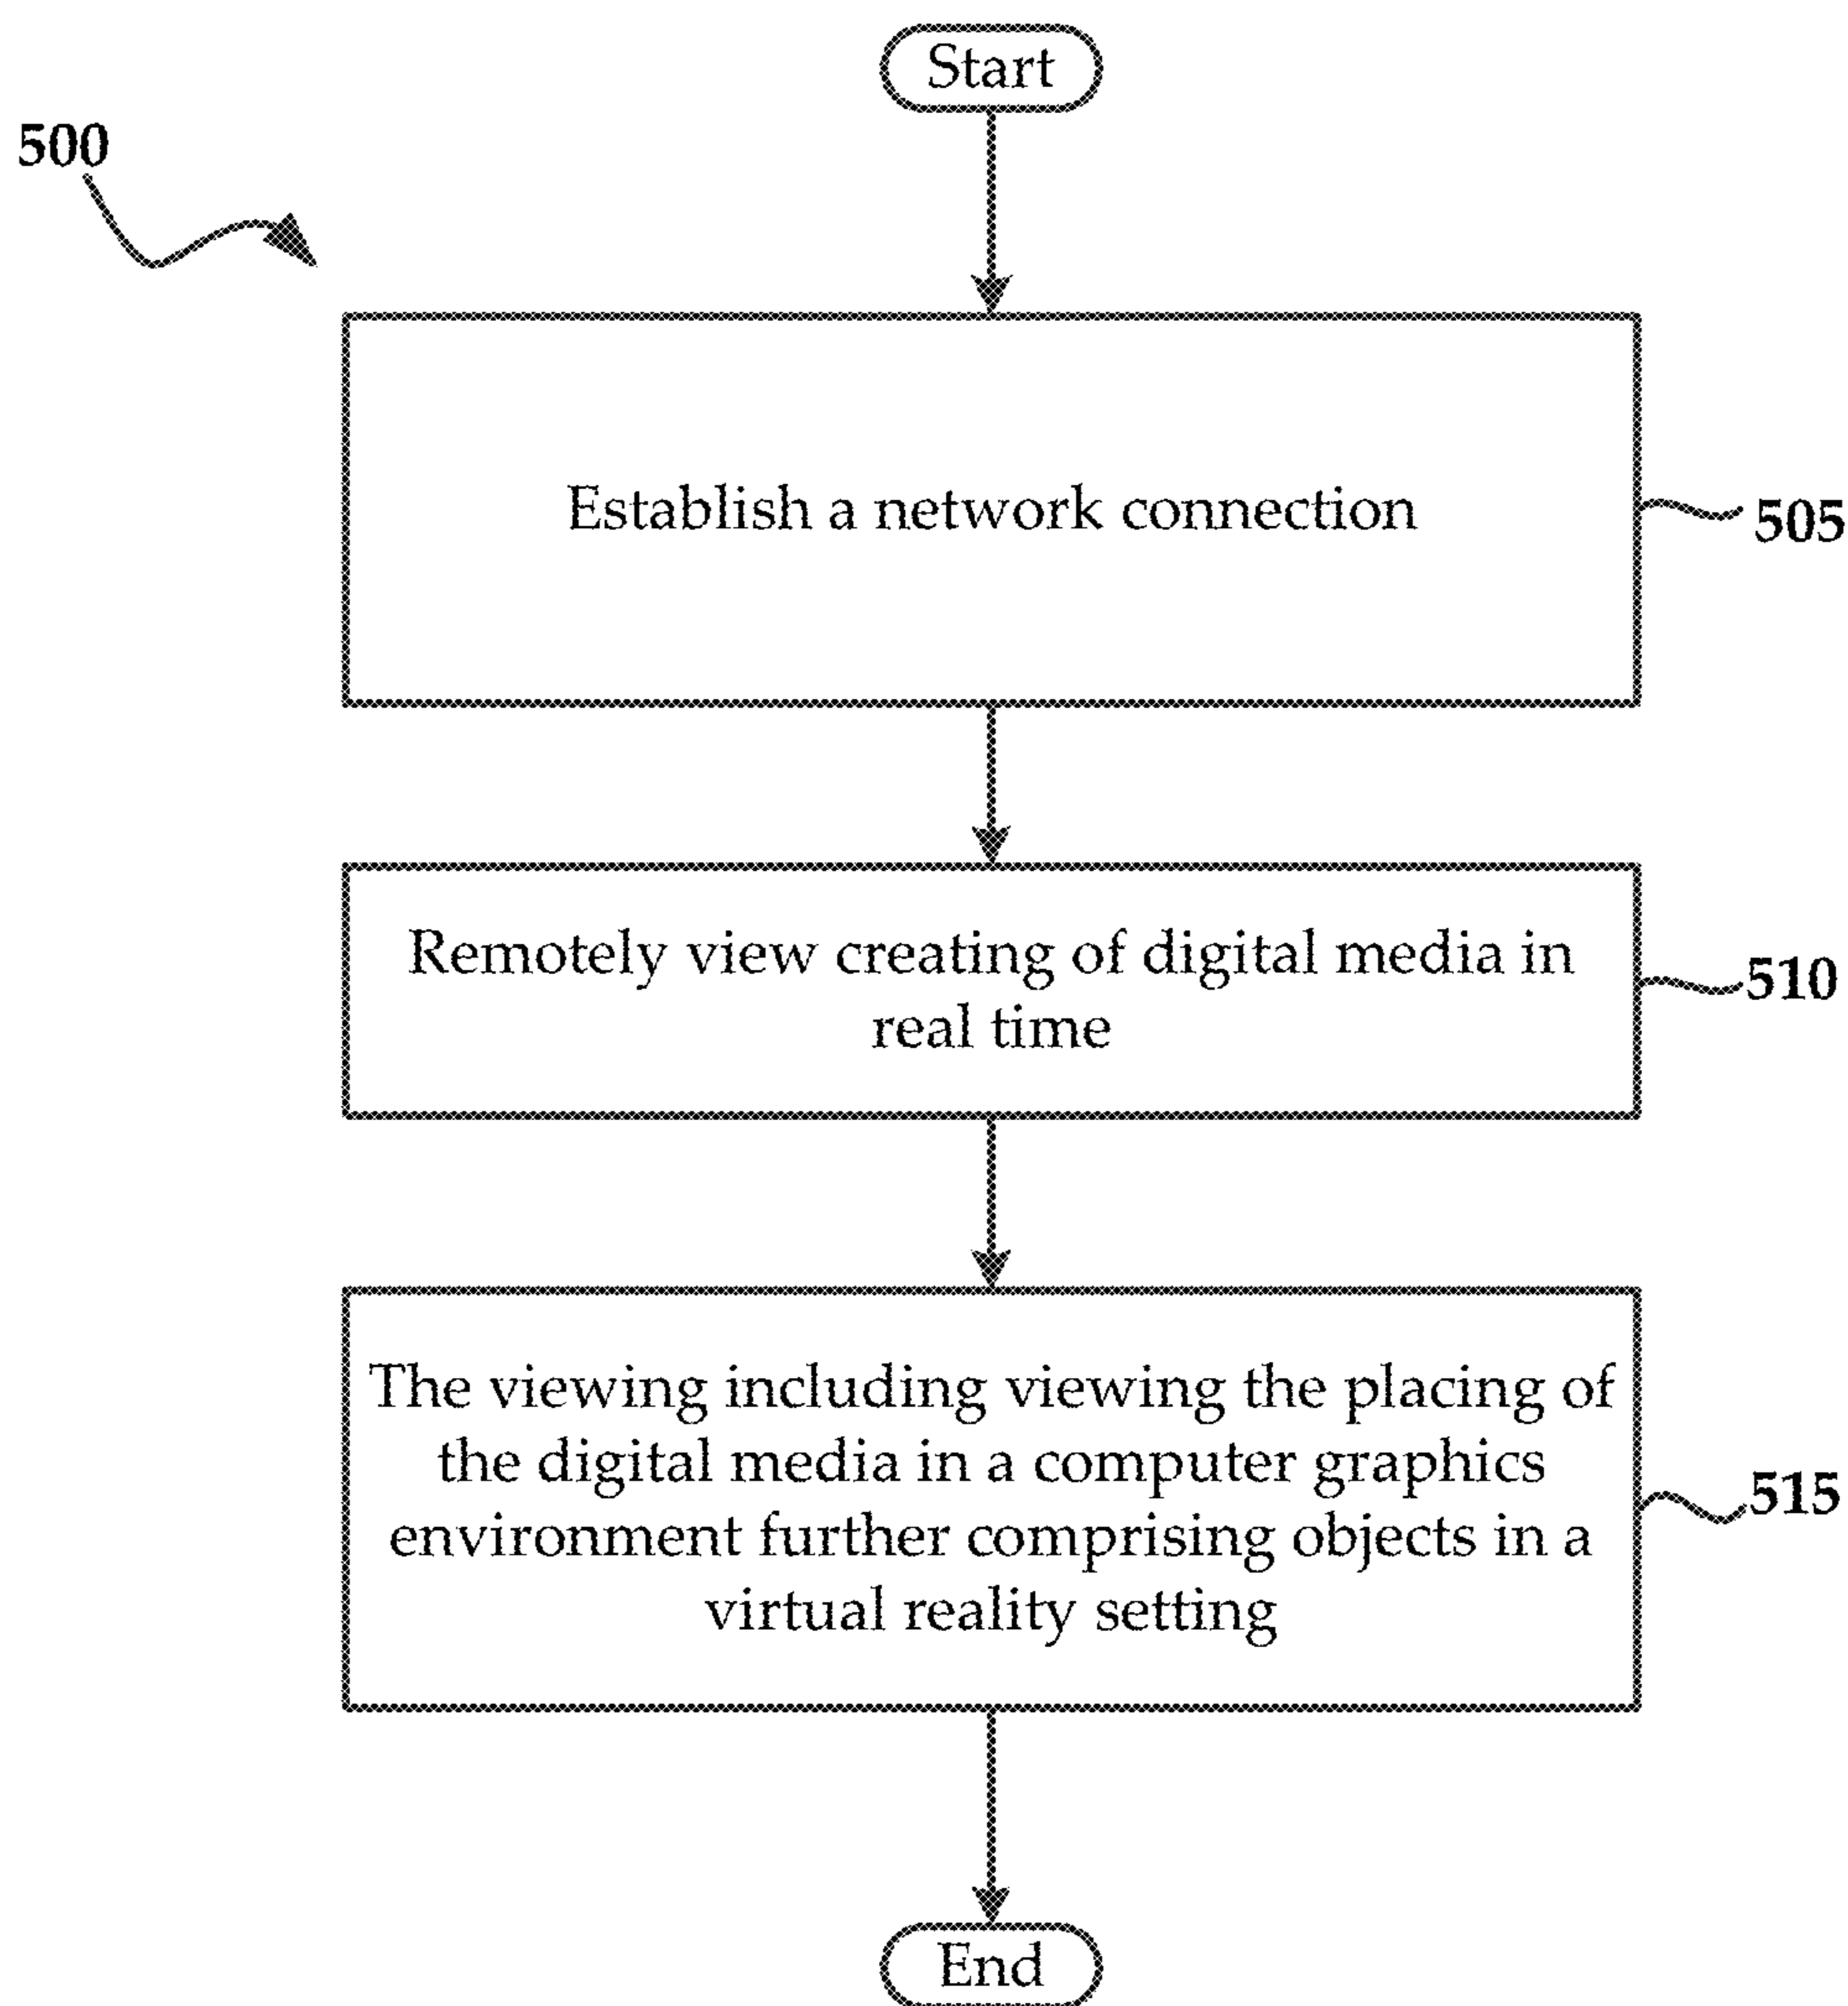 Start
500
Establish a network connection
505
Remotely view creating of digital media in
real time
510
The viewing including viewing the placing of
the digital media in a computer graphics
environment further comprising objects in a
virtual reality setting
515
End